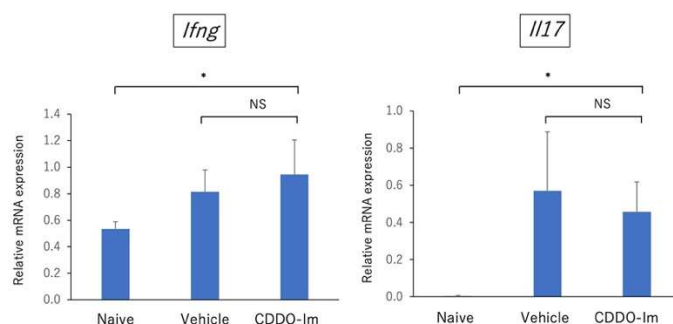 Ifng
*
NS
Relative mRNA expression
1.4
1.2
1.0
0.8
0.6
0.4
0.2
0.0
Naive Vehicle CDDO-Im
Il17
*
NS
Relative mRNA expression
1.0
0.8
0.6
0.4
0.2
0.0
Naive Vehicle CDDO-Im